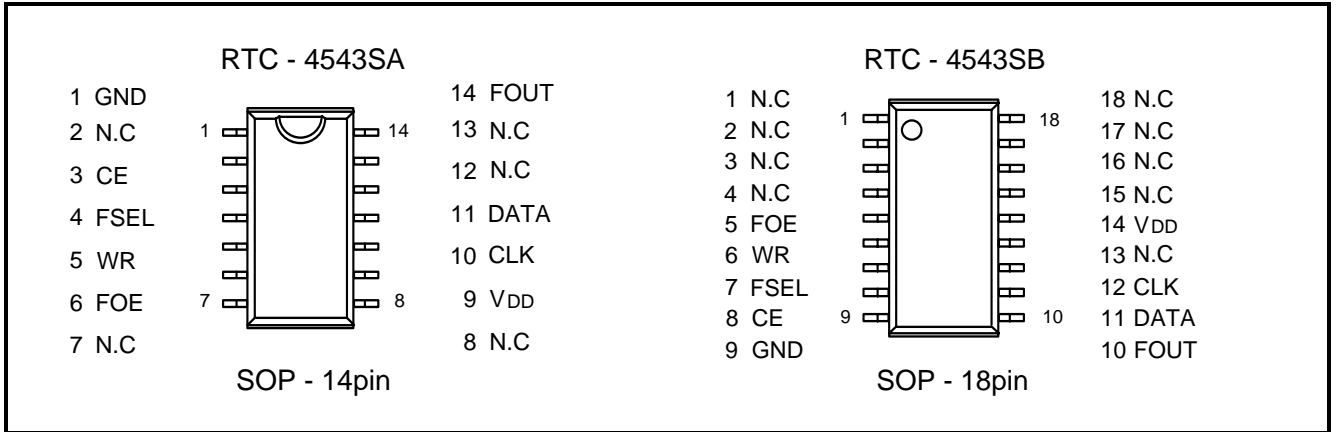 RTC - 4543SA
1 GND
2 N.C
3 CE
4 FSEL
5 WR
6 FOE
7 N.C
1
7
14
8
14 FOUT
13 N.C
12 N.C
11 DATA
10 CLK
9 VDD
8 N.C
SOP - 14pin
RTC - 4543SB
1 N.C
2 N.C
3 N.C
4 N.C
5 FOE
6 WR
7 FSEL
8 CE
9 GND
1
9
18
10
18 N.C
17 N.C
16 N.C
15 N.C
14 VDD
13 N.C
12 CLK
11 DATA
10 FOUT
SOP - 18pin